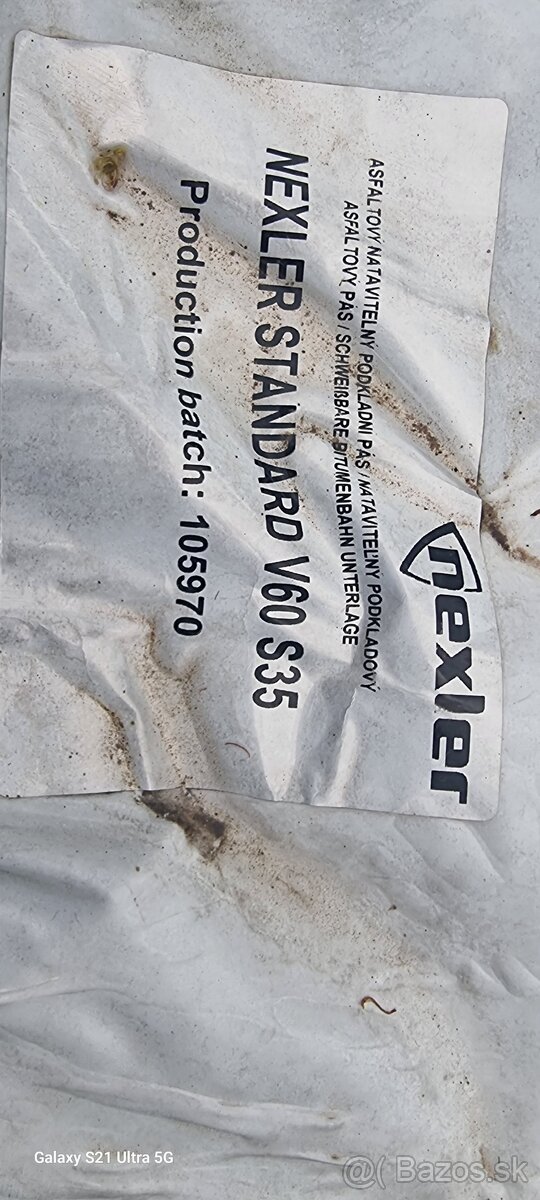 nexler
ASFALTOVÝ NATAVITELNÝ PODKLADNÍ PÁS / NATAVITEĽNÝ PODKLADOVÝ
ASFALTOVÝ PÁS / SCHWEIßBARE BITUMENBAHN UNTERLAGE
NEXLER STANDARD V60 S35
Production batch: 105970
Galaxy S21 Ultra 5G
@( Bazos.sk